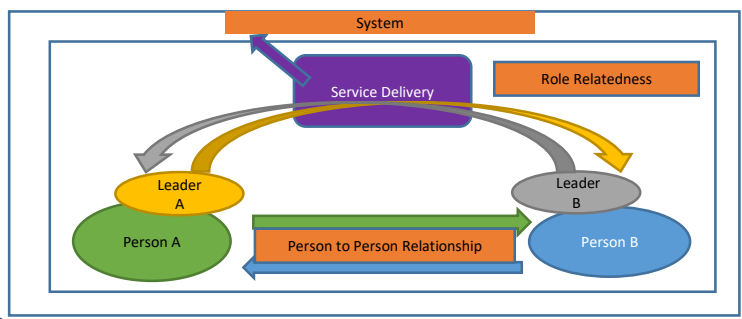 System
Service Delivery
Role Relatedness
Leader
A
Leader
B
Person A
Person to Person Relationship
Person B